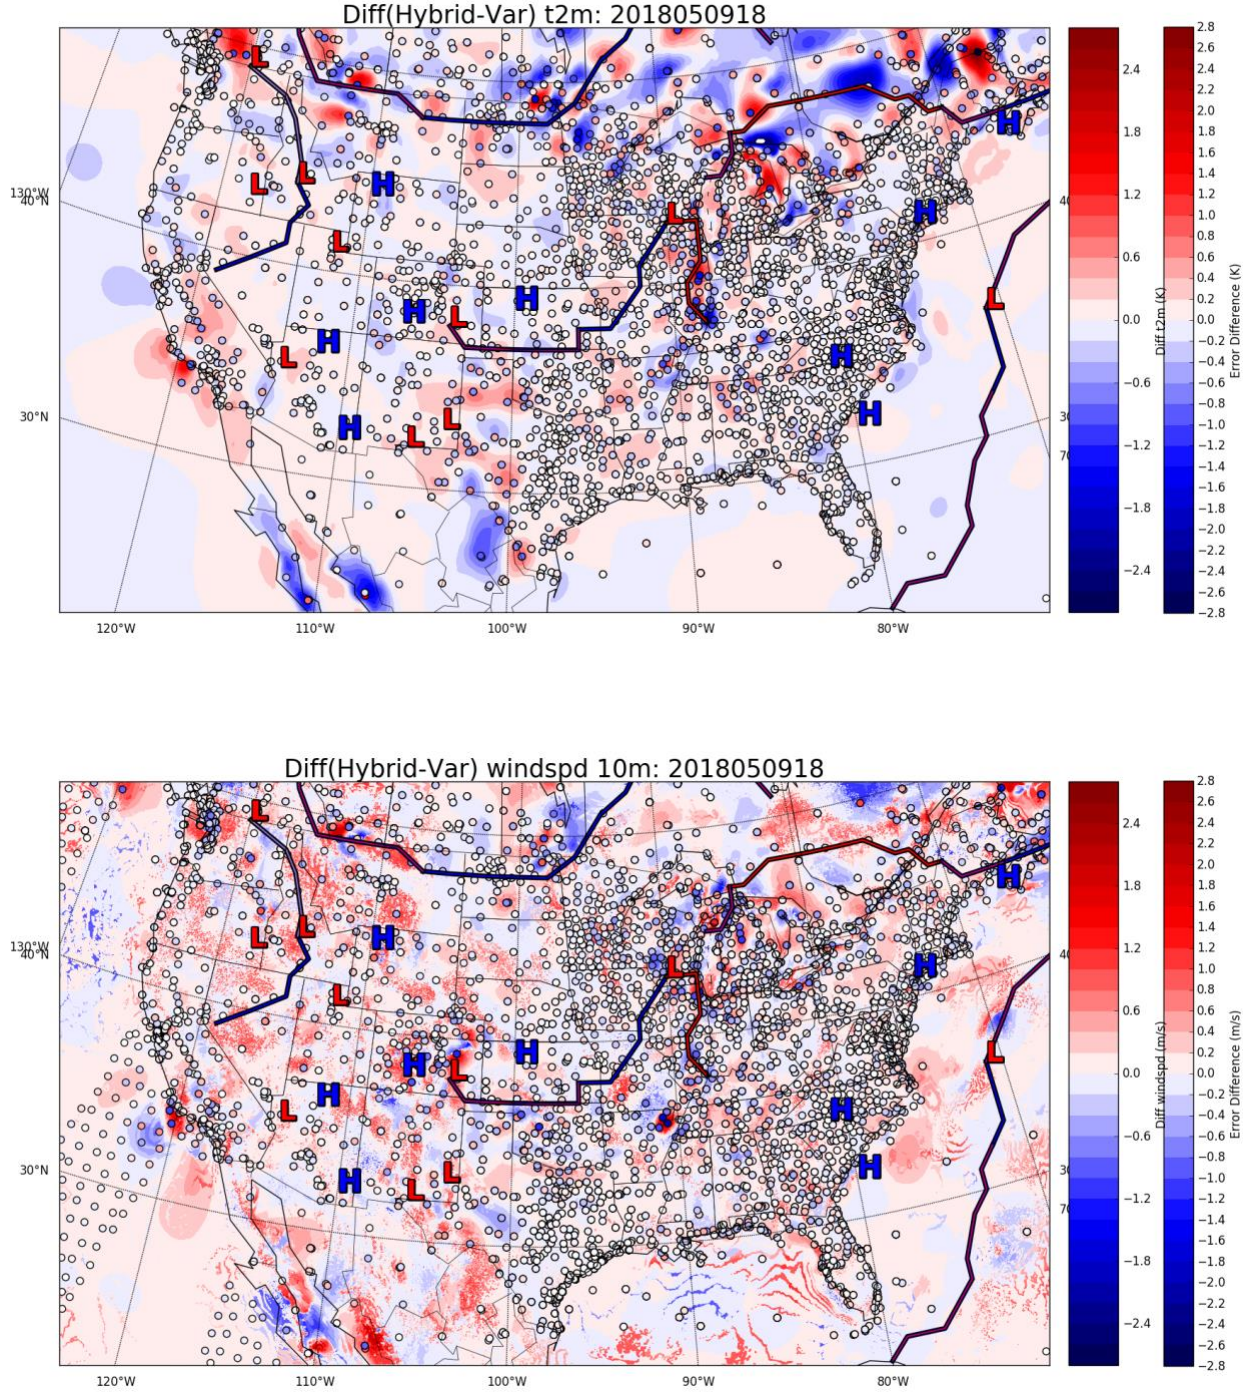 Diff(Hybrid-Var) t2m: 2018050918
L
L
L
H
H
L
H
L
L
H
H
L
L
H
L
H
H
L
L
H
H
130°W
40°N
30°N
120°W
110°W
100°W
90°W
80°W
2.4
1.8
1.2
0.6
0.0
−0.6
−1.2
−1.8
−2.4
Diff t2m (K)
2.8
2.6
2.4
2.2
2.0
1.8
1.6
1.4
1.2
1.0
0.8
0.6
0.4
0.2
0.0
−0.2
−0.4
−0.6
−0.8
−1.0
−1.2
−1.4
−1.6
−1.8
−2.0
−2.2
−2.4
−2.6
−2.8
Error Difference (K)
Diff(Hybrid-Var) windspd 10m: 2018050918
L
L
L
H
H
L
H
L
L
H
H
L
L
H
L
H
H
L
L
H
H
130°W
40°N
30°N
120°W
110°W
100°W
90°W
80°W
2.4
1.8
1.2
0.6
0.0
−0.6
−1.2
−1.8
−2.4
Diff windspd (m/s)
2.8
2.6
2.4
2.2
2.0
1.8
1.6
1.4
1.2
1.0
0.8
0.6
0.4
0.2
0.0
−0.2
−0.4
−0.6
−0.8
−1.0
−1.2
−1.4
−1.6
−1.8
−2.0
−2.2
−2.4
−2.6
−2.8
Error Difference (m/s)